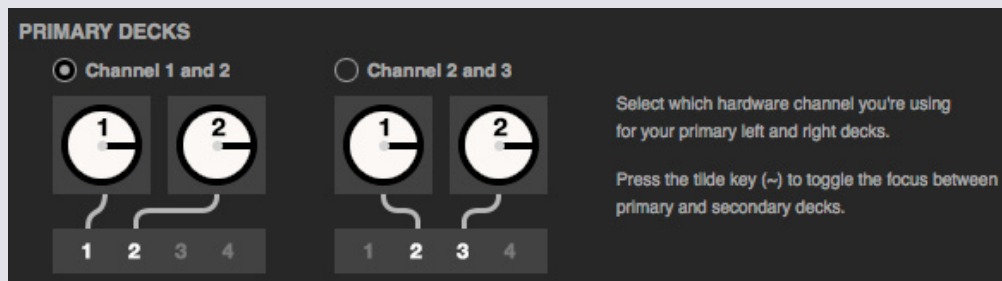 PRIMARY DECKS
Channel 1 and 2
Channel 2 and 3
1 2
1 2
1 2 3 4
1 2 3 4
Select which hardware channel you're using
for your primary left and right decks.
Press the tilde key (~) to toggle the focus between
primary and secondary decks.